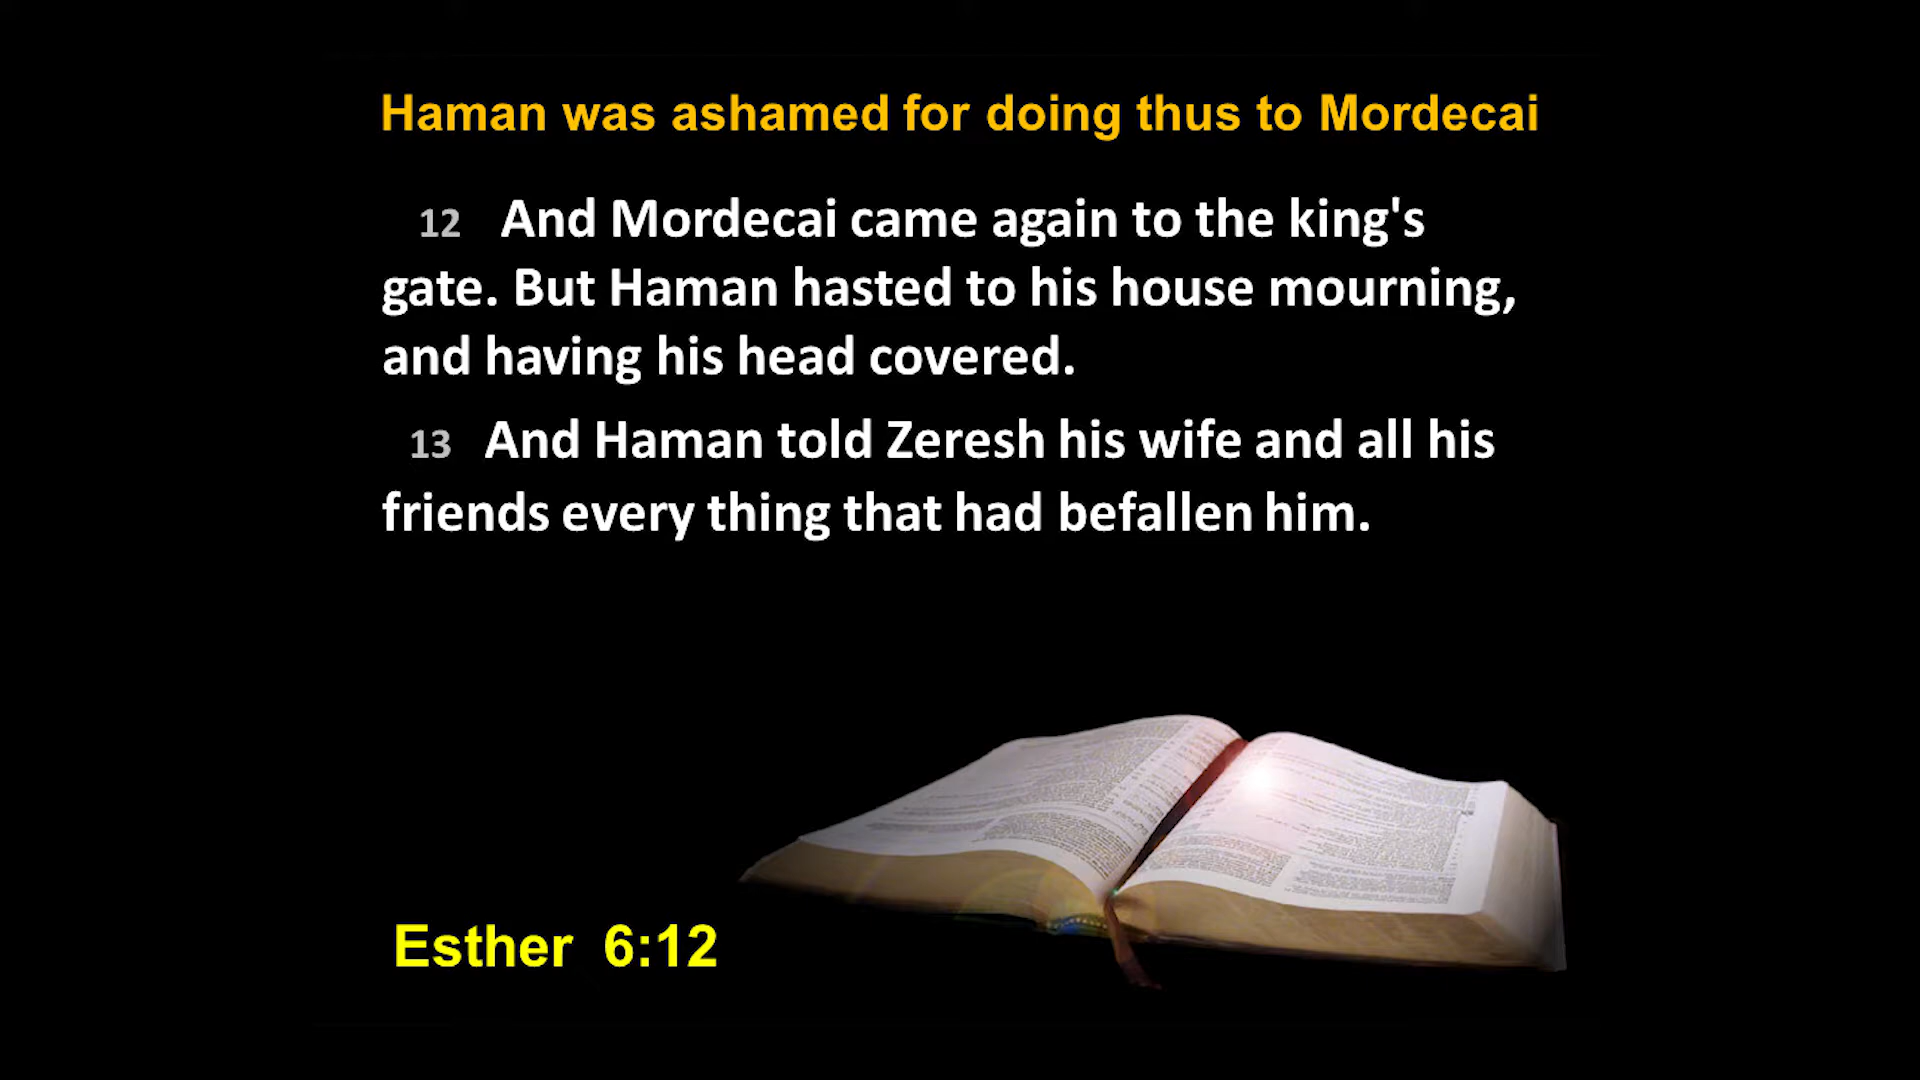 Haman was ashamed for doing thus to Mordecai
12 And Mordecai came again to the king's
gate. But Haman hasted to his house mourning,
and having his head covered.
13 And Haman told Zeresh his wife and all his
friends every thing that had befallen him.
Esther 6:12